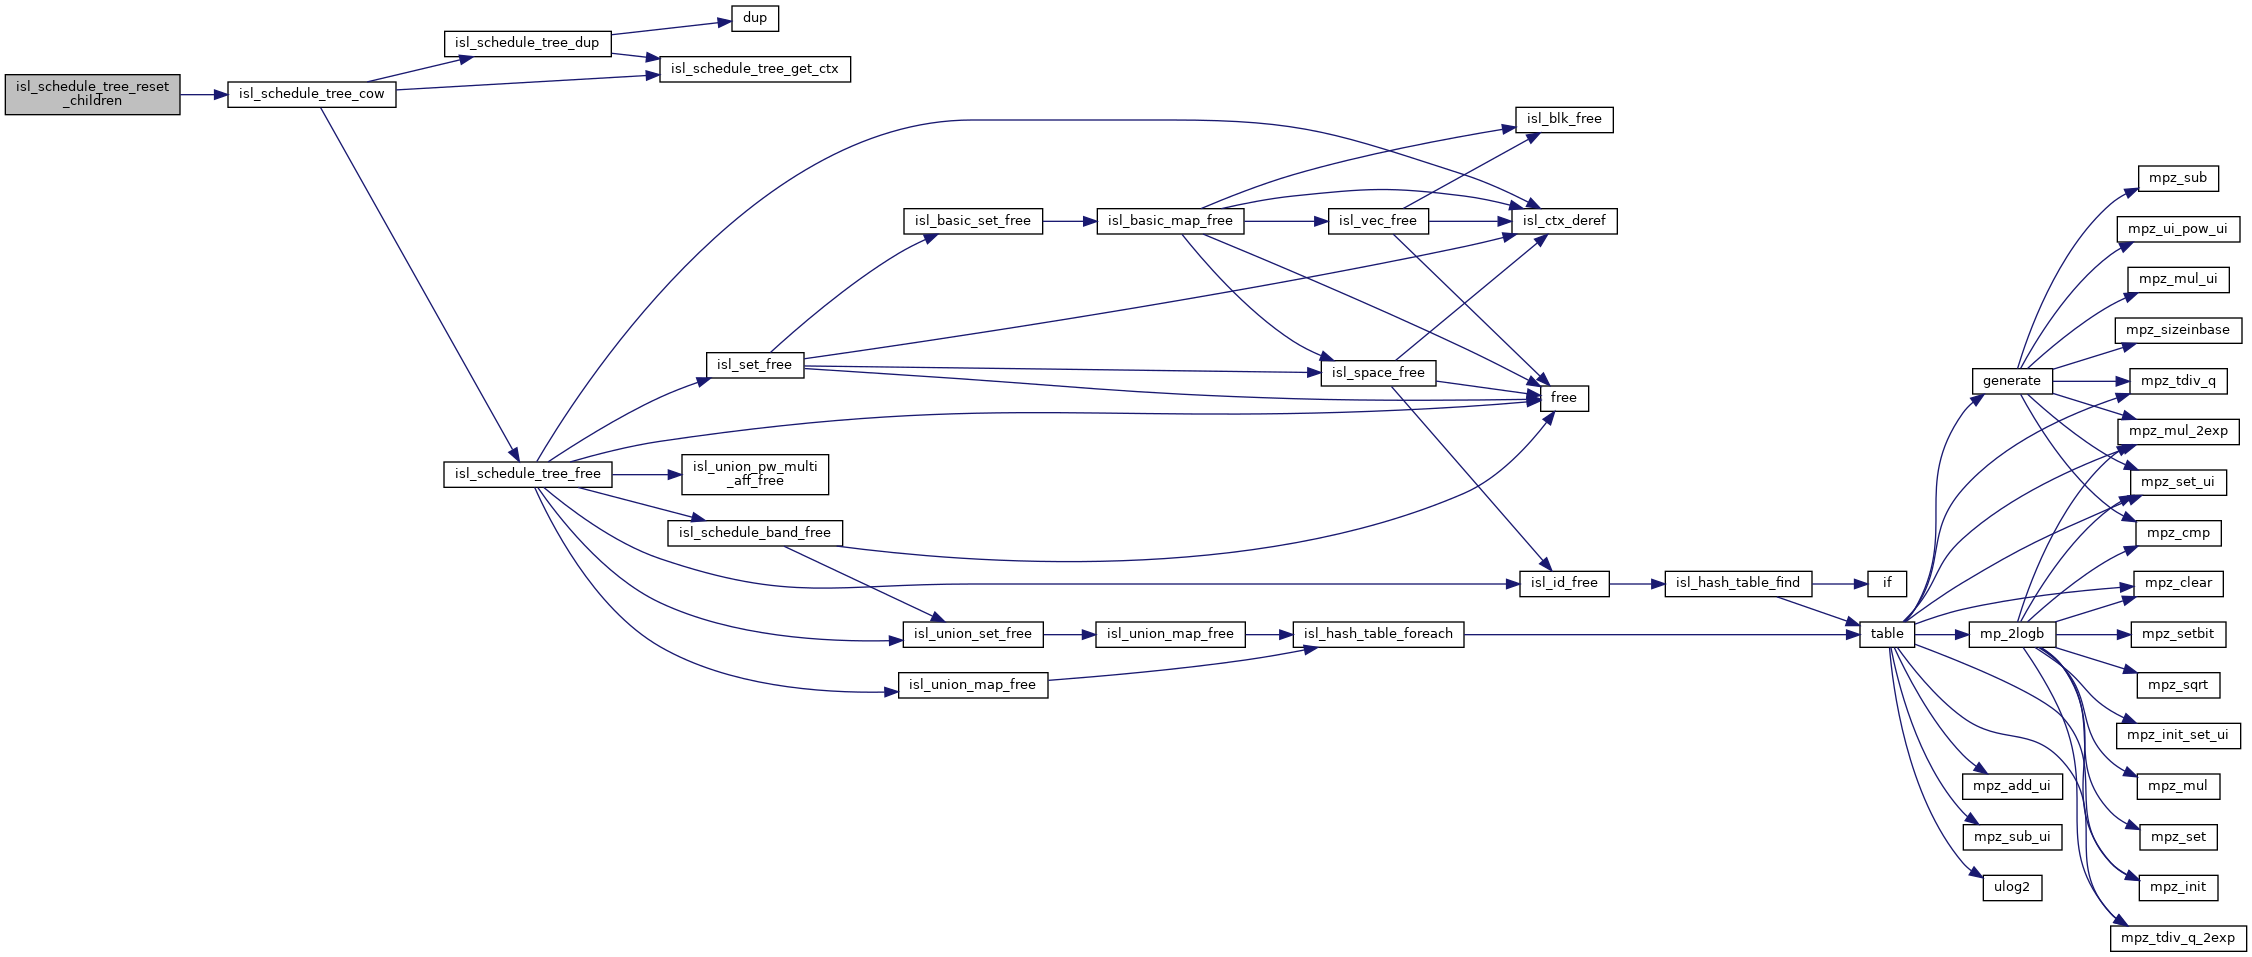 isl_schedule_tree_reset
_children
isl_schedule_tree_cow
isl_schedule_tree_dup
dup
isl_schedule_tree_get_ctx
isl_schedule_tree_free
isl_set_free
isl_union_pw_multi
_aff_free
isl_schedule_band_free
isl_basic_set_free
isl_union_set_free
isl_union_map_free
isl_basic_map_free
isl_union_map_free
isl_vec_free
isl_space_free
isl_hash_table_foreach
isl_blk_free
isl_ctx_deref
free
isl_id_free
isl_hash_table_find
if
table
generate
mp_2logb
mpz_add_ui
mpz_sub_ui
ulog2
mpz_sub
mpz_ui_pow_ui
mpz_mul_ui
mpz_sizeinbase
mpz_tdiv_q
mpz_mul_2exp
mpz_set_ui
mpz_cmp
mpz_clear
mpz_setbit
mpz_sqrt
mpz_init_set_ui
mpz_mul
mpz_set
mpz_init
mpz_tdiv_q_2exp